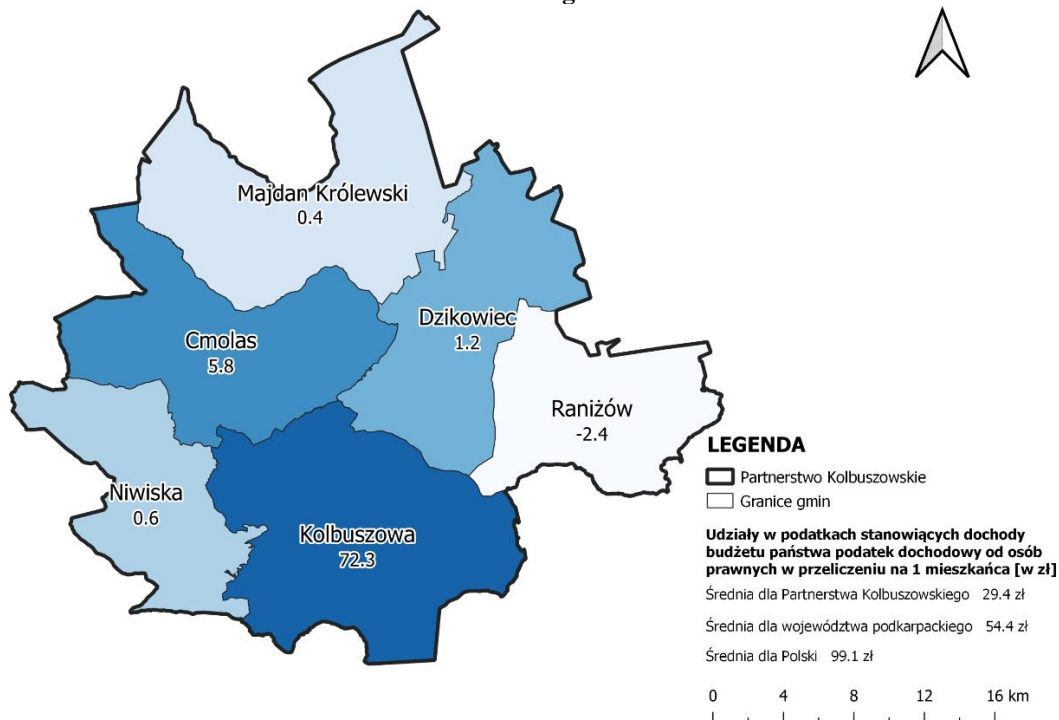 Majdan Królewski
0.4
Dzikowiec
1.2
Cmolas
5.8
Raniżów
-2.4
Niwiska
0.6
Kolbuszowa
72.3
LEGENDA
Partnerstwo Kolbuszowskie
Granice gmin
Udziały w podatkach stanowiących dochody
budżetu państwa podatek dochodowy od osób
prawnych w przeliczeniu na 1 mieszkańca [w zł]
Średnia dla Partnerstwa Kolbuszowskiego 29.4 zł
Średnia dla województwa podkarpackiego 54.4 zł
Średnia dla Polski 99.1 zł
0 4 8 12 16 km